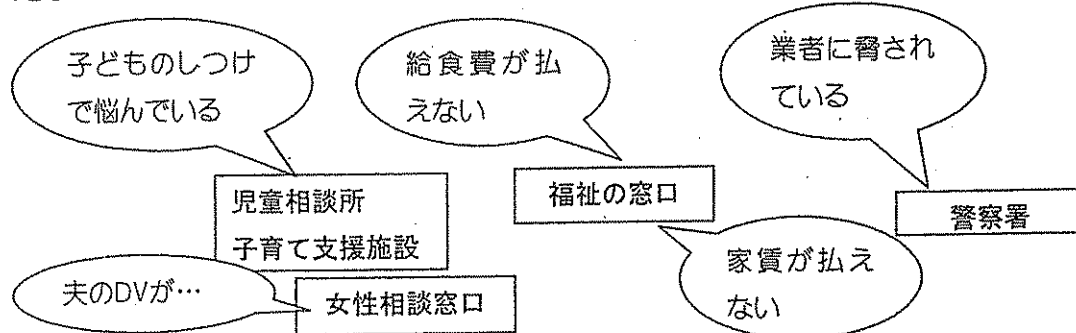 子どものしつけ
で悩んでいる
給食費が払
えない
業者に脅され
ている
児童相談所
子育て支援施設
福祉の窓口
警察署
夫のDVが…
女性相談窓口
家賃が払え
ない